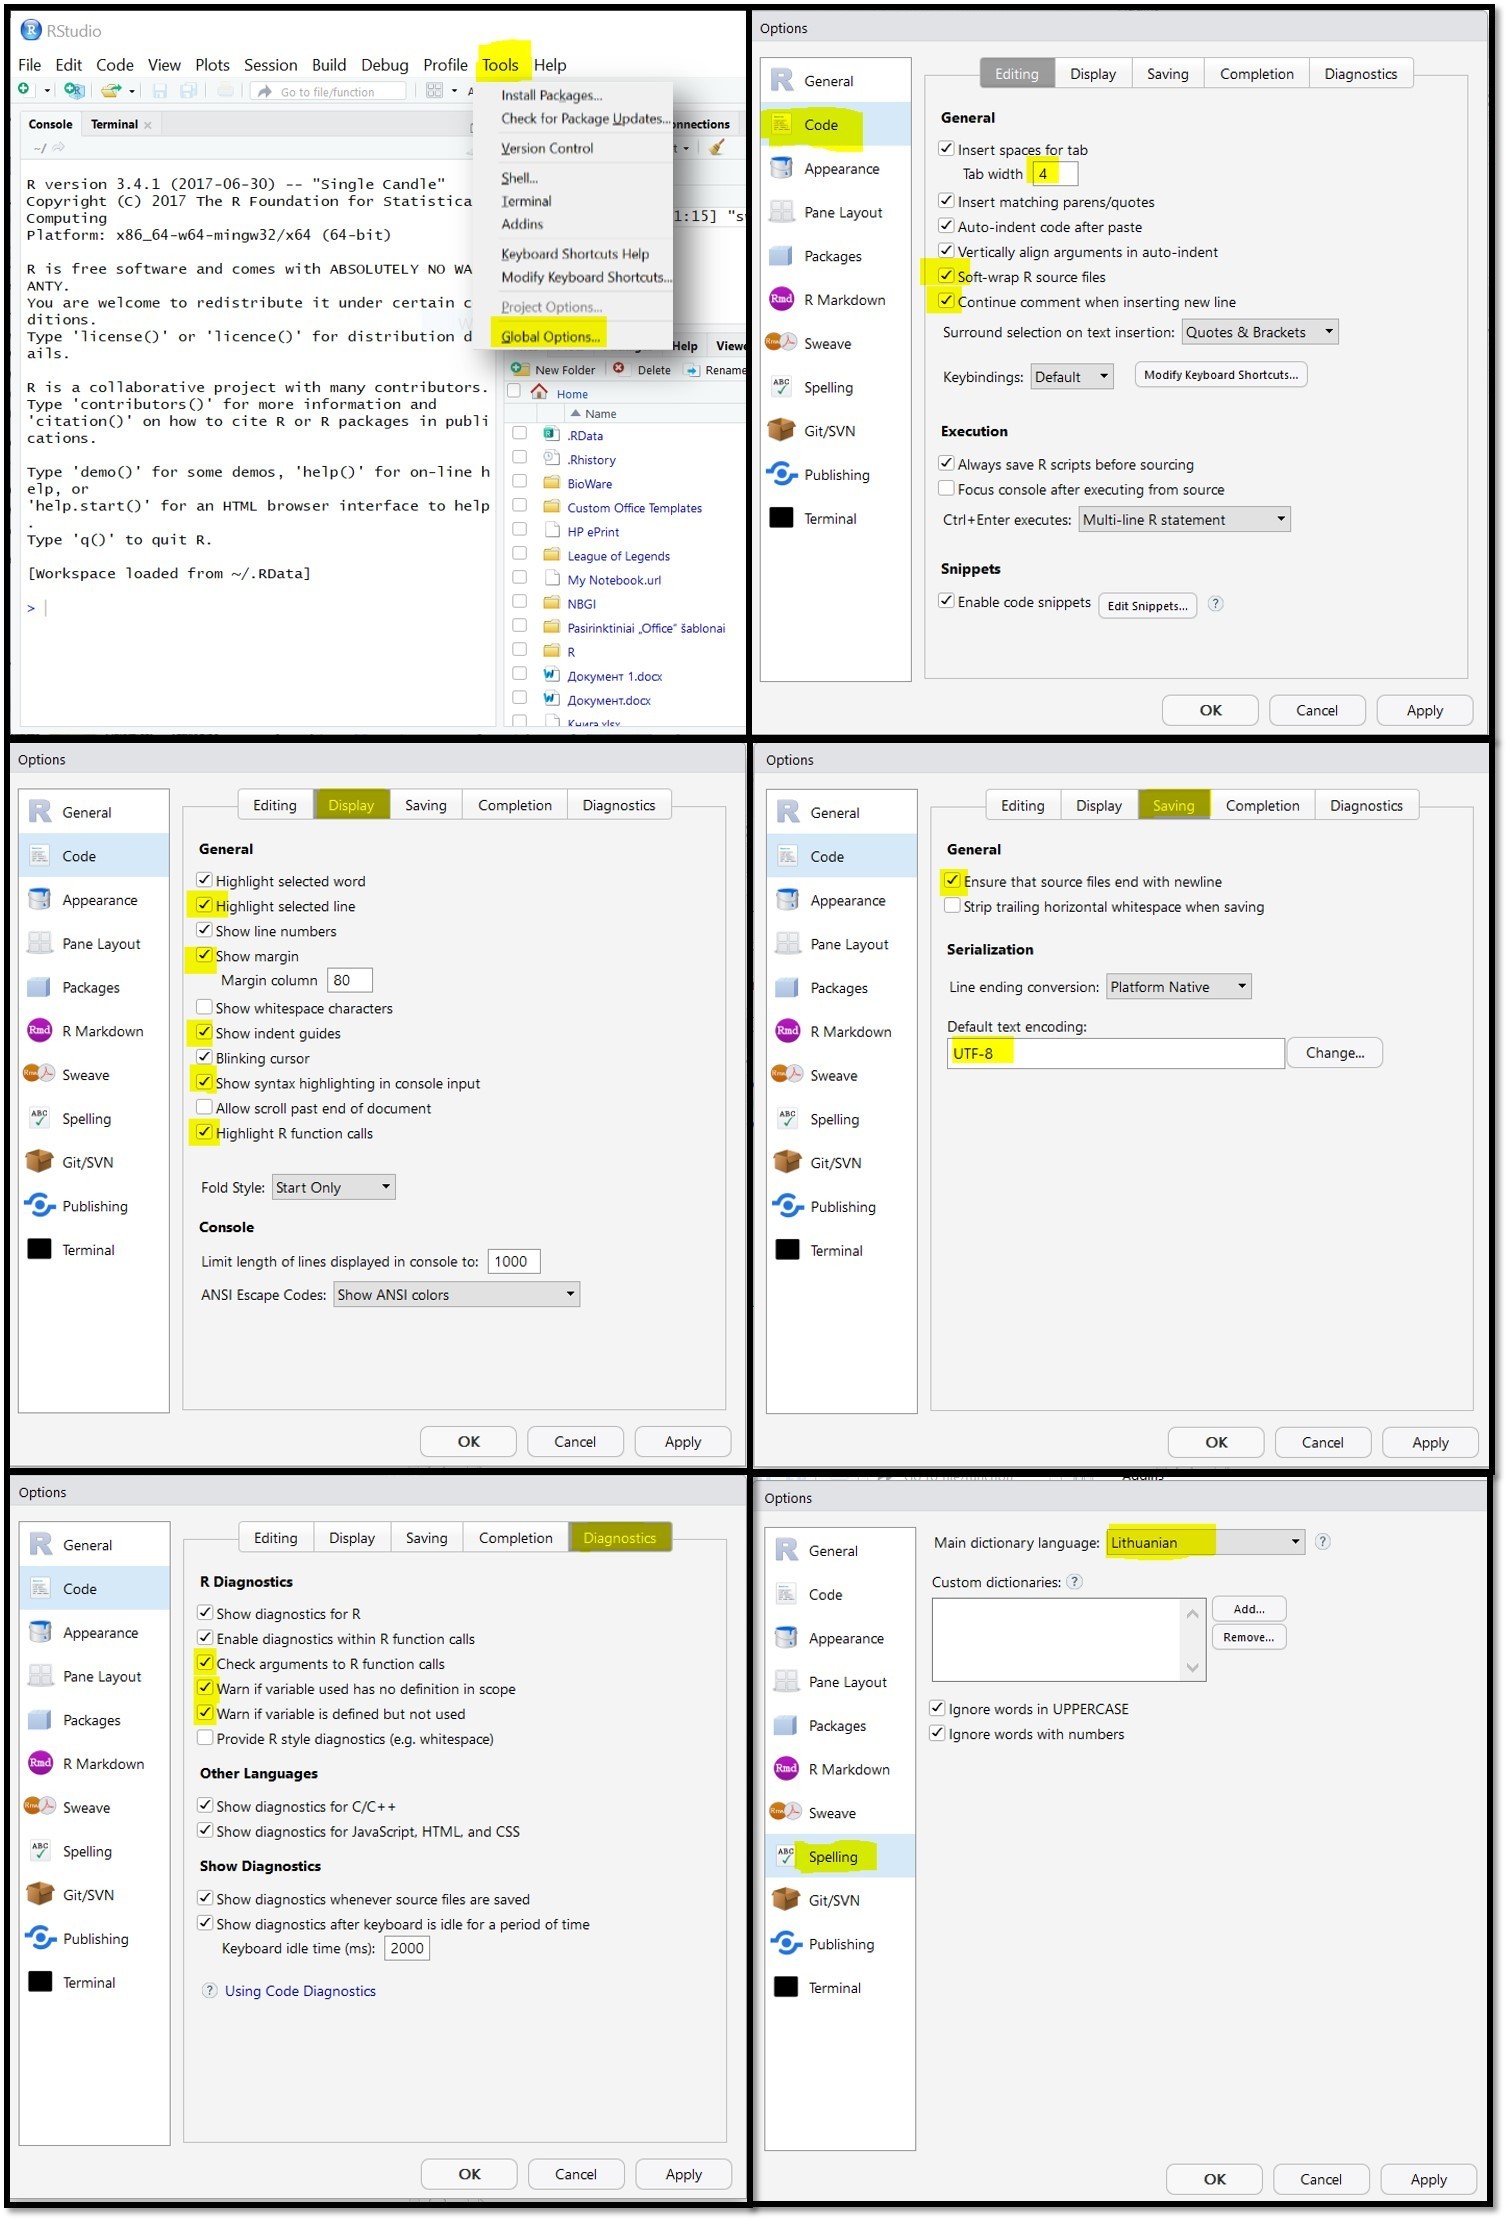 RStudio
File Edit Code View Plots Session Build Debug Profile Tools Help
Go to file/function
Console Terminal
~/
R version 3.4.1 (2017-06-30) -- "Single Candle"
Copyright (C) 2017 The R Foundation for Statistica
Computing
Platform: x86_64-w64-mingw32/x64 (64-bit)
R is free software and comes with ABSOLUTELY NO WA
ANTY.
You are welcome to redistribute it under certain c
ditions.
Type 'license()' or 'licence()' for distribution d
ails.
R is a collaborative project with many contributors.
Type 'contributors()' for more information and
'citation()' on how to cite R or R packages in publi
cations.
Type 'demo()' for some demos, 'help()' for on-line h
elp, or
'help.start()' for an HTML browser interface to help
.
Type 'q()' to quit R.
[Workspace loaded from ~/.RData]
>
Install Packages...
Check for Package Updates...
Version Control
Shell...
Terminal
Addins
Keyboard Shortcuts Help
Modify Keyboard Shortcuts...
Project Options...
Global Options...
nnections
1:15] "s
Help Viewe
New Folder Delete Rename
Home
Name
.RData
.Rhistory
BioWare
Custom Office Templates
HP ePrint
League of Legends
My Notebook.url
NBGI
Pasirinktiniai „Office“ šablonai
R
Документ 1.docx
Документ.docx
Книга.xlsx
Options
General
Code
Appearance
Pane Layout
Packages
R Markdown
Sweave
Spelling
Git/SVN
Publishing
Terminal
Editing Display Saving Completion Diagnostics
General
Insert spaces for tab
Tab width 4
Insert matching parens/quotes
Auto-indent code after paste
Vertically align arguments in auto-indent
Soft-wrap R source files
Continue comment when inserting new line
Surround selection on text insertion: Quotes & Brackets
Keybindings: Default Modify Keyboard Shortcuts...
Execution
Always save R scripts before sourcing
Focus console after executing from source
Ctrl+Enter executes: Multi-line R statement
Snippets
Enable code snippets Edit Snippets... ?
OK Cancel Apply
Options
General
Code
Appearance
Pane Layout
Packages
R Markdown
Sweave
Spelling
Git/SVN
Publishing
Terminal
Editing Display Saving Completion Diagnostics
General
Highlight selected word
Highlight selected line
Show line numbers
Show margin
Margin column 80
Show whitespace characters
Show indent guides
Blinking cursor
Show syntax highlighting in console input
Allow scroll past end of document
Highlight R function calls
Fold Style: Start Only
Console
Limit length of lines displayed in console to: 1000
ANSI Escape Codes: Show ANSI colors
OK Cancel Apply
Options
General
Code
Appearance
Pane Layout
Packages
R Markdown
Sweave
Spelling
Git/SVN
Publishing
Terminal
Editing Display Saving Completion Diagnostics
General
Ensure that source files end with newline
Strip trailing horizontal whitespace when saving
Serialization
Line ending conversion: Platform Native
Default text encoding:
UTF-8 Change...
OK Cancel Apply
Options
General
Code
Appearance
Pane Layout
Packages
R Markdown
Sweave
Spelling
Git/SVN
Publishing
Terminal
Editing Display Saving Completion Diagnostics
R Diagnostics
Show diagnostics for R
Enable diagnostics within R function calls
Check arguments to R function calls
Warn if variable used has no definition in scope
Warn if variable is defined but not used
Provide R style diagnostics (e.g. whitespace)
Other Languages
Show diagnostics for C/C++
Show diagnostics for JavaScript, HTML, and CSS
Show Diagnostics
Show diagnostics whenever source files are saved
Show diagnostics after keyboard is idle for a period of time
Keyboard idle time (ms): 2000
? Using Code Diagnostics
OK Cancel Apply
Options
General
Code
Appearance
Pane Layout
Packages
R Markdown
Sweave
Spelling
Git/SVN
Publishing
Terminal
Main dictionary language: Lithuanian ?
Custom dictionaries: ?
Add...
Remove...
Ignore words in UPPERCASE
Ignore words with numbers
OK Cancel Apply